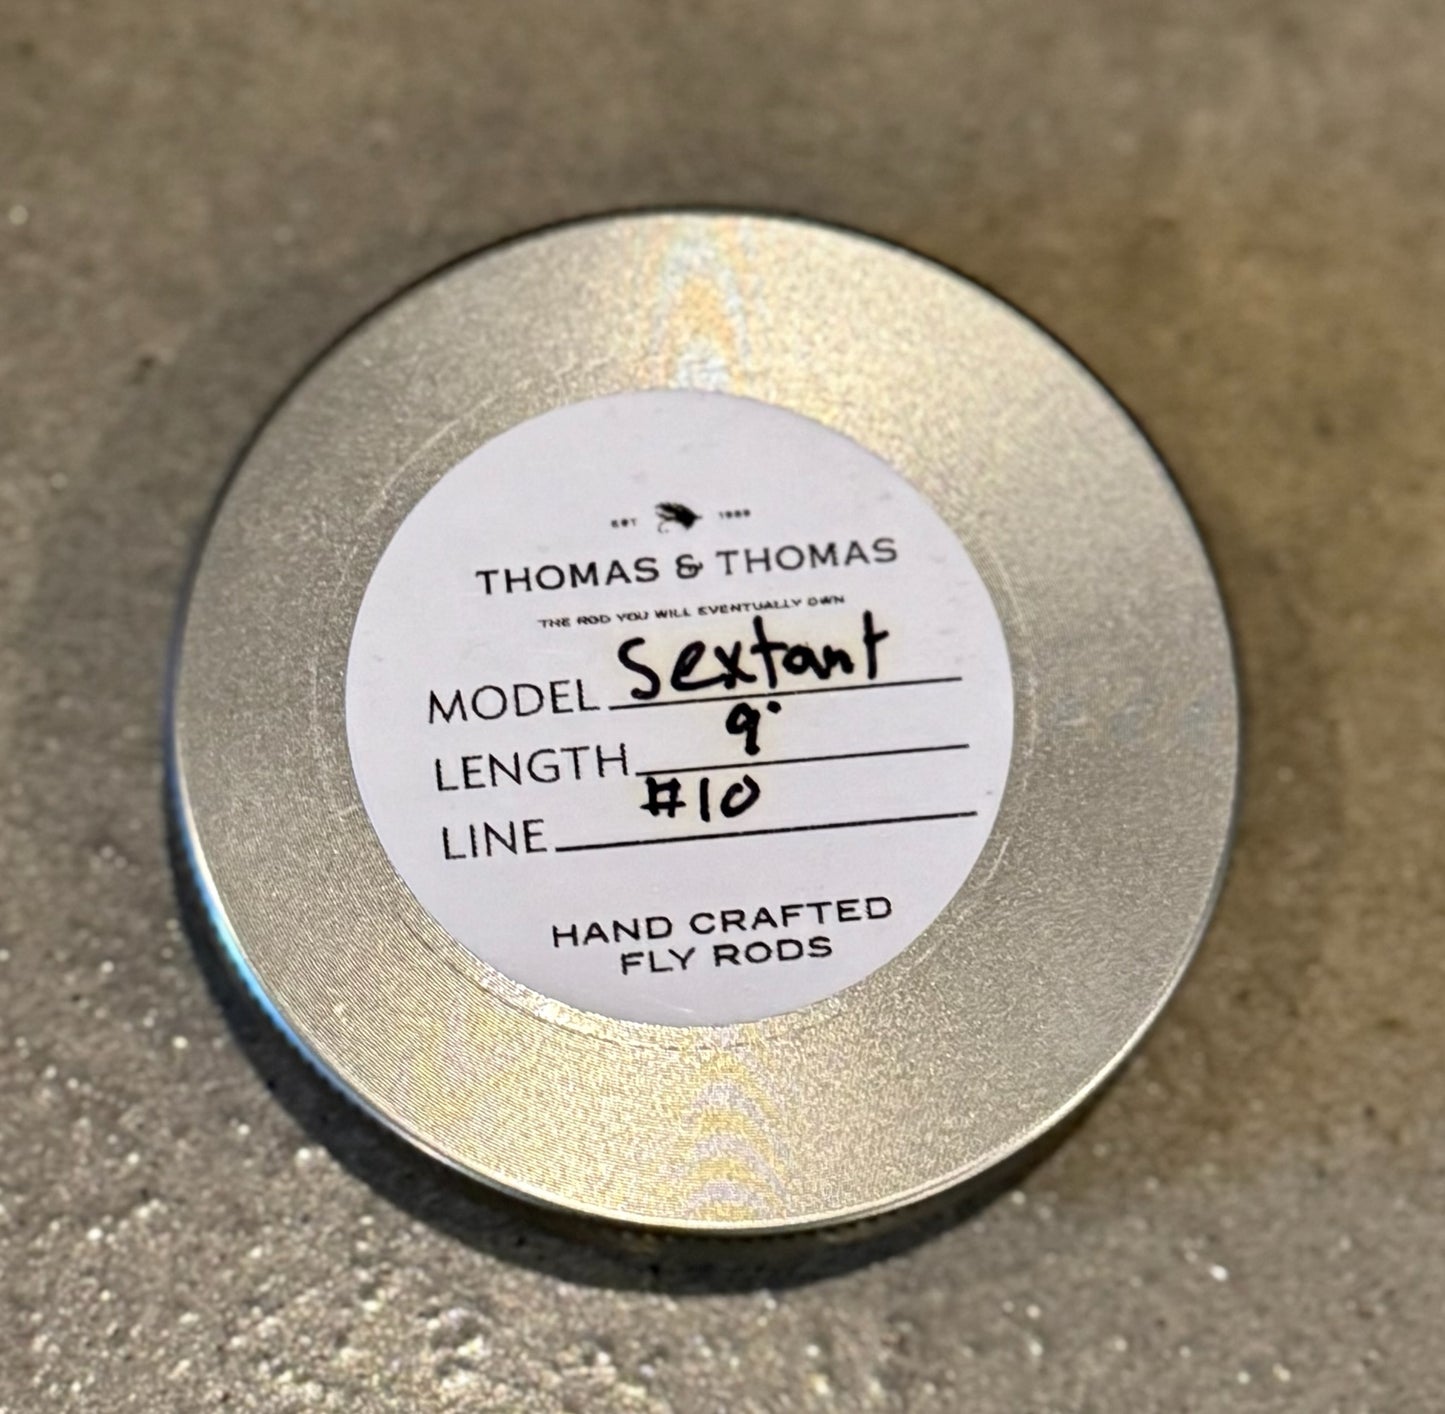 EST 1969
THOMAS & THOMAS
THE ROD YOU WILL EVENTUALLY OWN
MODEL Sextant
LENGTH 9'
LINE #10
HAND CRAFTED
FLY RODS